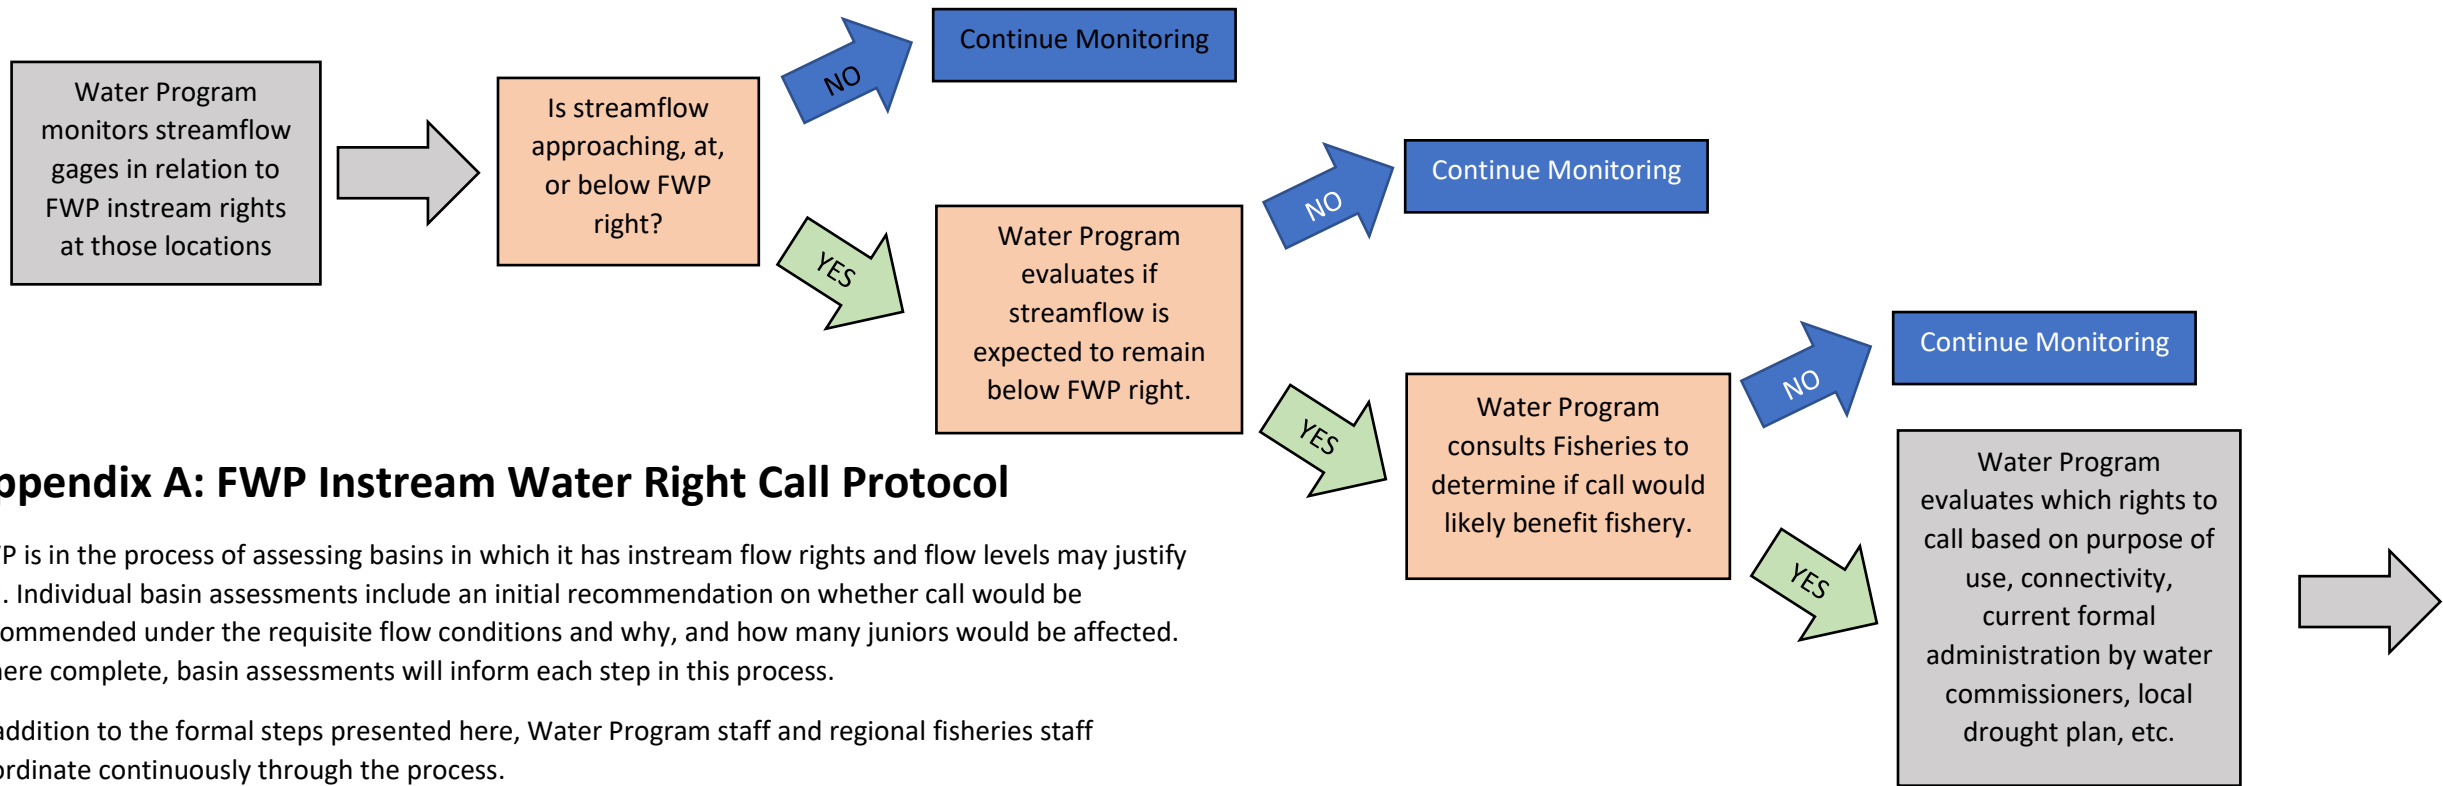 Water Program
monitors streamflow
gages in relation to
FWP instream rights
at those locations
Is streamflow
approaching, at,
or below FWP
right?
NO
Continue Monitoring
YES
Water Program
evaluates if
streamflow is
expected to remain
below FWP right.
NO
Continue Monitoring
YES
Water Program
consults Fisheries to
determine if call would
likely benefit fishery.
NO
Continue Monitoring
YES
Water Program
evaluates which rights to
call based on purpose of
use, connectivity,
current formal
administration by water
commissioners, local
drought plan, etc.
ppendix A: FWP Instream Water Right Call Protocol
P is in the process of assessing basins in which it has instream flow rights and flow levels may justify
. Individual basin assessments include an initial recommendation on whether call would be
ommended under the requisite flow conditions and why, and how many juniors would be affected.
ere complete, basin assessments will inform each step in this process.
addition to the formal steps presented here, Water Program staff and regional fisheries staff
ordinate continuously through the process.